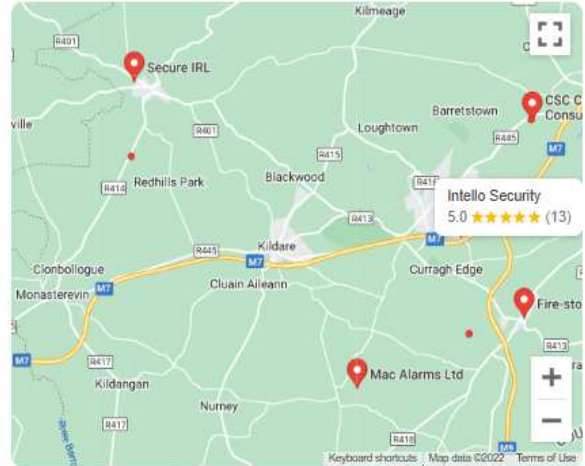 Kilmeage
R401
Secure IRL
CSC C
Consu
ville
Barretstown
R401
Loughtown
R445
M7
R415
R414
Redhills Park
Blackwood
R416
Intello Security
5.0 ★★★★★ (13)
R413
M7
R445
Kildare
M7
Clonbollogue
Cluain Aileann
Curragh Edge
M7
Monasterevin
Fire-sto
R413
M7
R417
Mac Alarms Ltd
Kildangan
Nurney
R417
R418
Keyboard shortcuts
Map data ©2022
Terms of Use